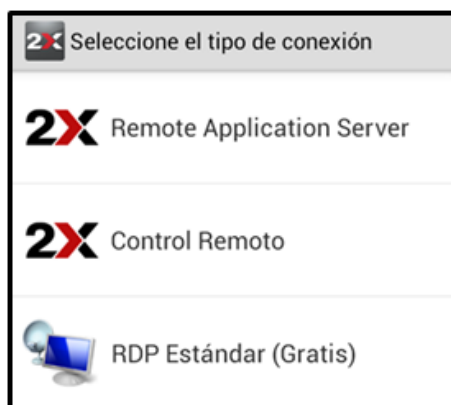 2X Seleccione el tipo de conexión
2X Remote Application Server
2X Control Remoto
RDP Estándar (Gratis)